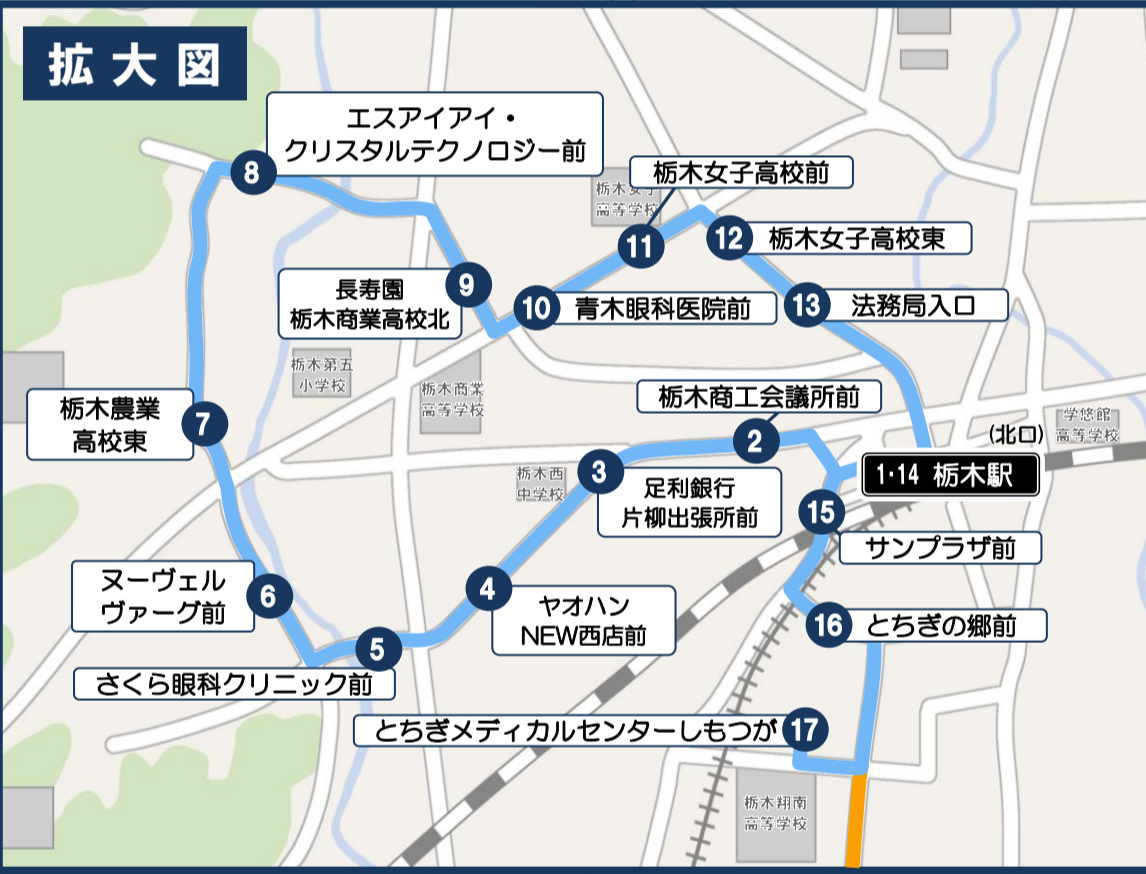 拡大図
エスアイアイ・
クリスタルテクノロジー前
8
栃木女子高校前
栃木女子
高等学校
11
12
栃木女子高校東
長寿園
栃木商業高校北
9
10
青木眼科医院前
13
法務局入口
栃木第五
小学校
栃木商業
高等学校
栃木商工会議所前
2
栃木農業
高校東
7
学悠館
高等学校
(北口)
1・14 栃木駅
栃木西
中学校
3
足利銀行
片柳出張所前
15
サンプラザ前
ヌーヴェル
ヴァーグ前
6
4
ヤオハン
NEW西店前
16
とちぎの郷前
5
さくら眼科クリニック前
とちぎメディカルセンターしもつが
17
栃木翔南
高等学校